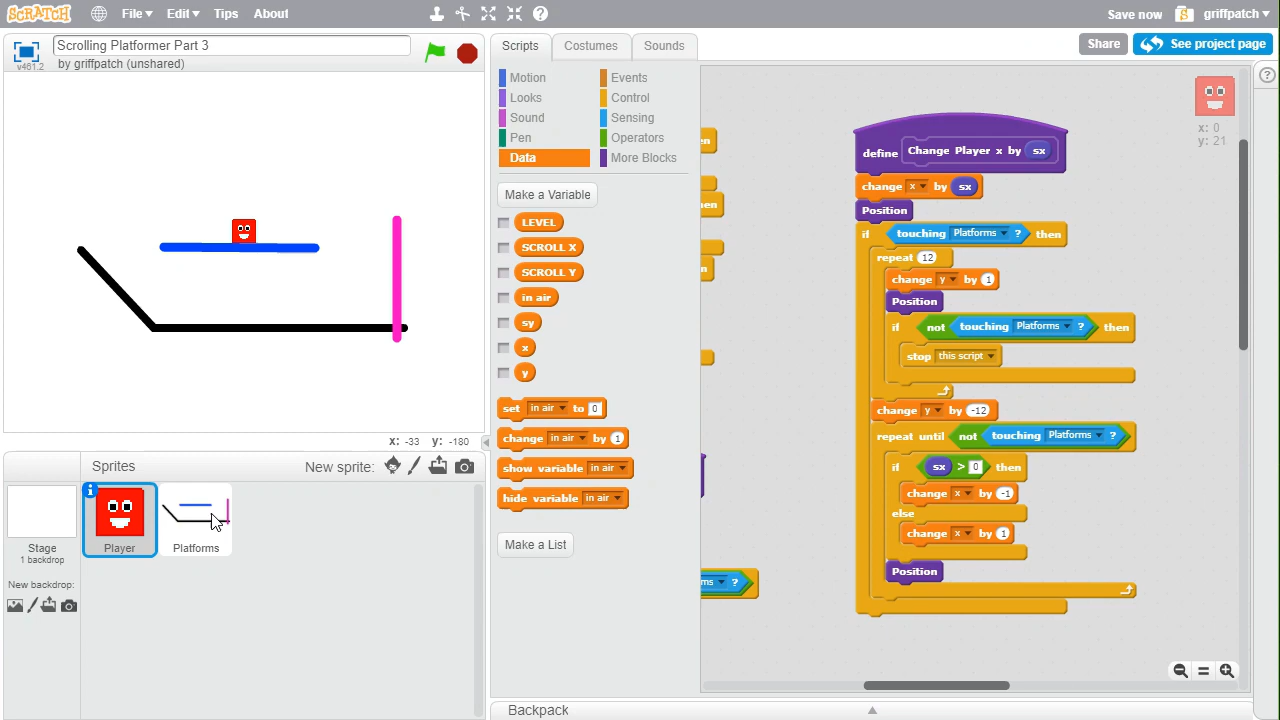 SCRATCH File Edit Tips About Save now griffpatch
v461.2 Scrolling Platformer Part 3
by griffpatch (unshared)
Scripts Costumes Sounds
Share See project page
Motion Events
Looks Control
Sound Sensing
Pen Operators
Data More Blocks
Make a Variable
LEVEL
SCROLL X
SCROLL Y
in air
sy
x
y
set in air to 0
change in air by 1
show variable in air
hide variable in air
Make a List
en
en
n
ms ?
define Change Player x by sx
change x by sx
Position
if touching Platforms ? then
repeat 12
change y by 1
Position
if not touching Platforms ? then
stop this script
change y by -12
repeat until not touching Platforms ?
if sx > 0 then
change x by -1
else
change x by 1
Position
x: 0
y: 21
x: -33 y: -180
Sprites New sprite:
Stage
1 backdrop
New backdrop:
Player
Platforms
Backpack